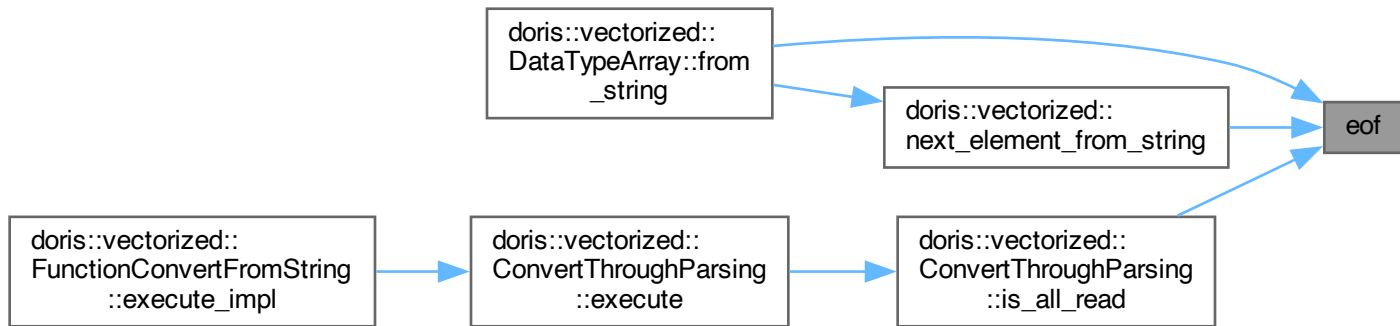 doris::vectorized::
DataTypeArray::from
_string
doris::vectorized::
next_element_from_string
eof
doris::vectorized::
FunctionConvertFromString
::execute_impl
doris::vectorized::
ConvertThroughParsing
::execute
doris::vectorized::
ConvertThroughParsing
::is_all_read